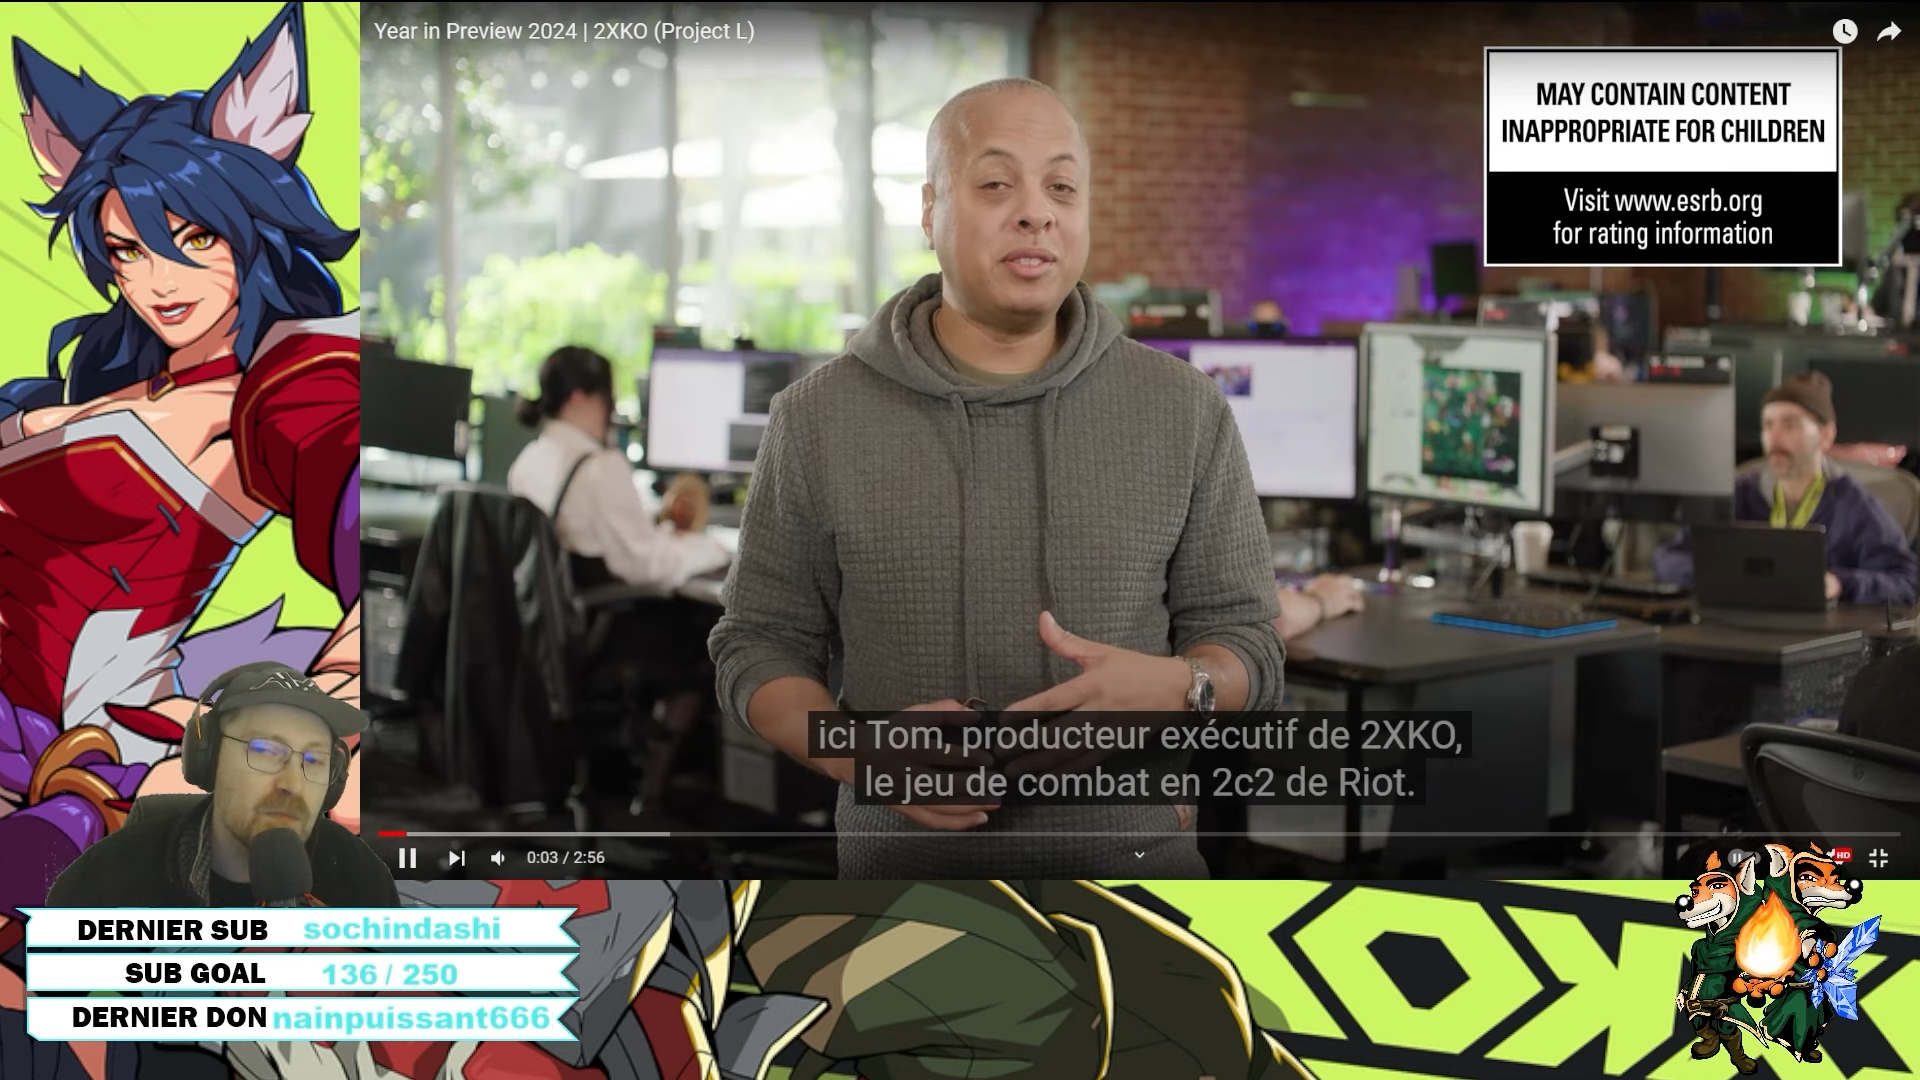 Year in Preview 2024 | 2XKO (Project L)
MAY CONTAIN CONTENT
INAPPROPRIATE FOR CHILDREN
Visit www.esrb.org
for rating information
ici Tom, producteur exécutif de 2XKO,
le jeu de combat en 2c2 de Riot.
0:03 / 2:56
HD
DERNIER SUB sochindashi
SUB GOAL 136 / 250
DERNIER DON nainpuissant666